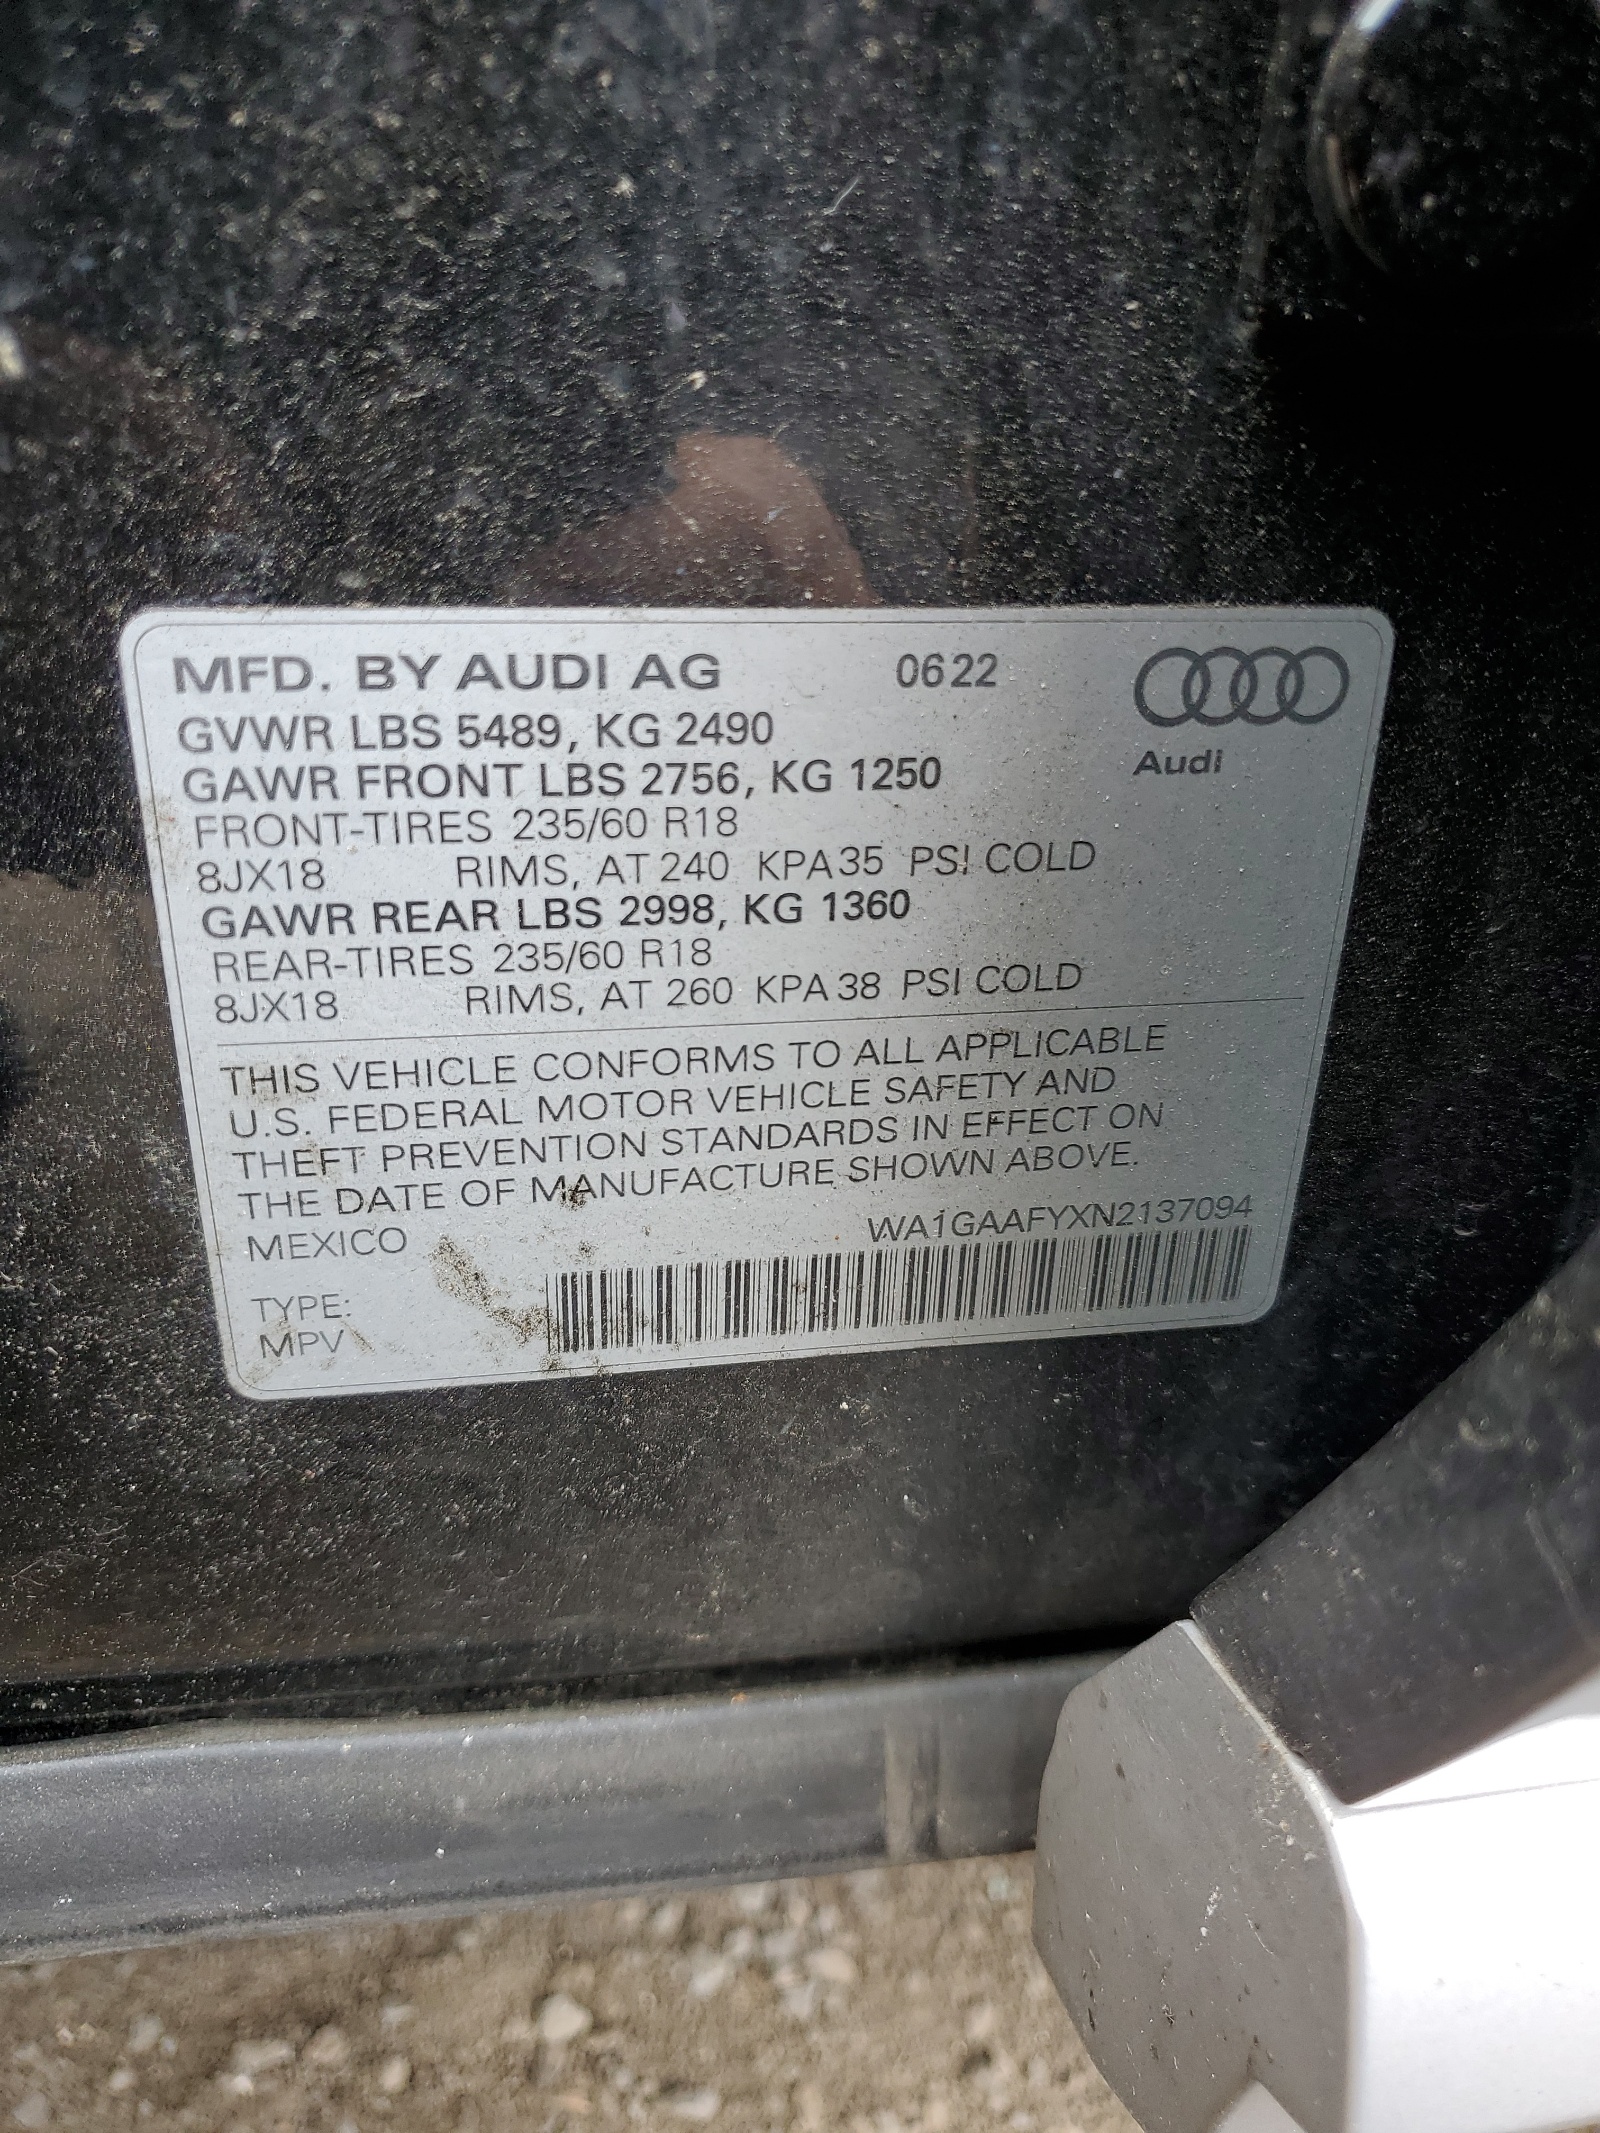 MFD. BY AUDI AG 0622
Audi
GVWR LBS 5489, KG 2490
GAWR FRONT LBS 2756, KG 1250
FRONT-TIRES 235/60 R18
8JX18 RIMS, AT 240 KPA 35 PSI COLD
GAWR REAR LBS 2998, KG 1360
REAR-TIRES 235/60 R18
8JX18 RIMS, AT 260 KPA 38 PSI COLD
THIS VEHICLE CONFORMS TO ALL APPLICABLE
U.S. FEDERAL MOTOR VEHICLE SAFETY AND
THEFT PREVENTION STANDARDS IN EFFECT ON
THE DATE OF MANUFACTURE SHOWN ABOVE.
MEXICO WA1GAAFYXN2137094
TYPE:
MPV